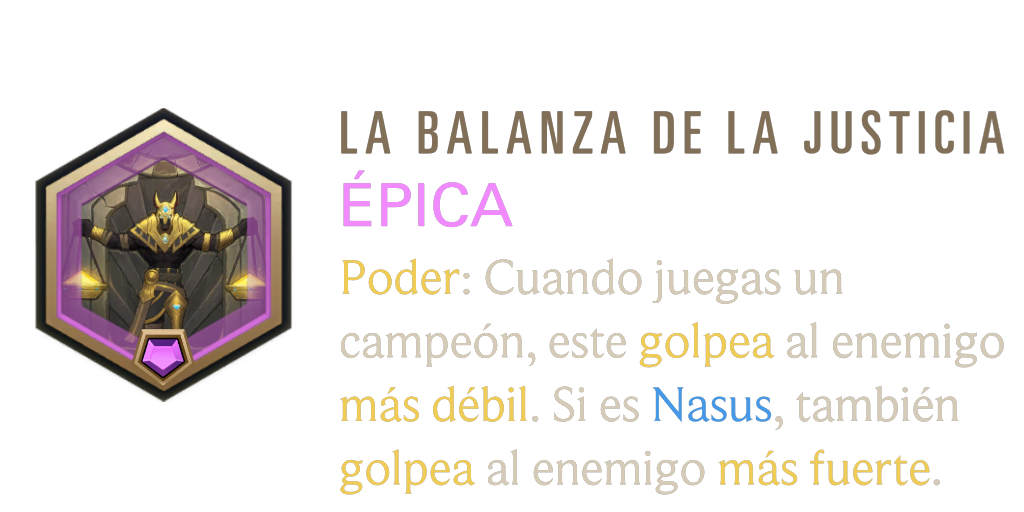 LA BALANZA DE LA JUSTICIA
ÉPICA
Poder: Cuando juegas un
campeón, este golpea al enemigo
más débil. Si es Nasus, también
golpea al enemigo más fuerte.